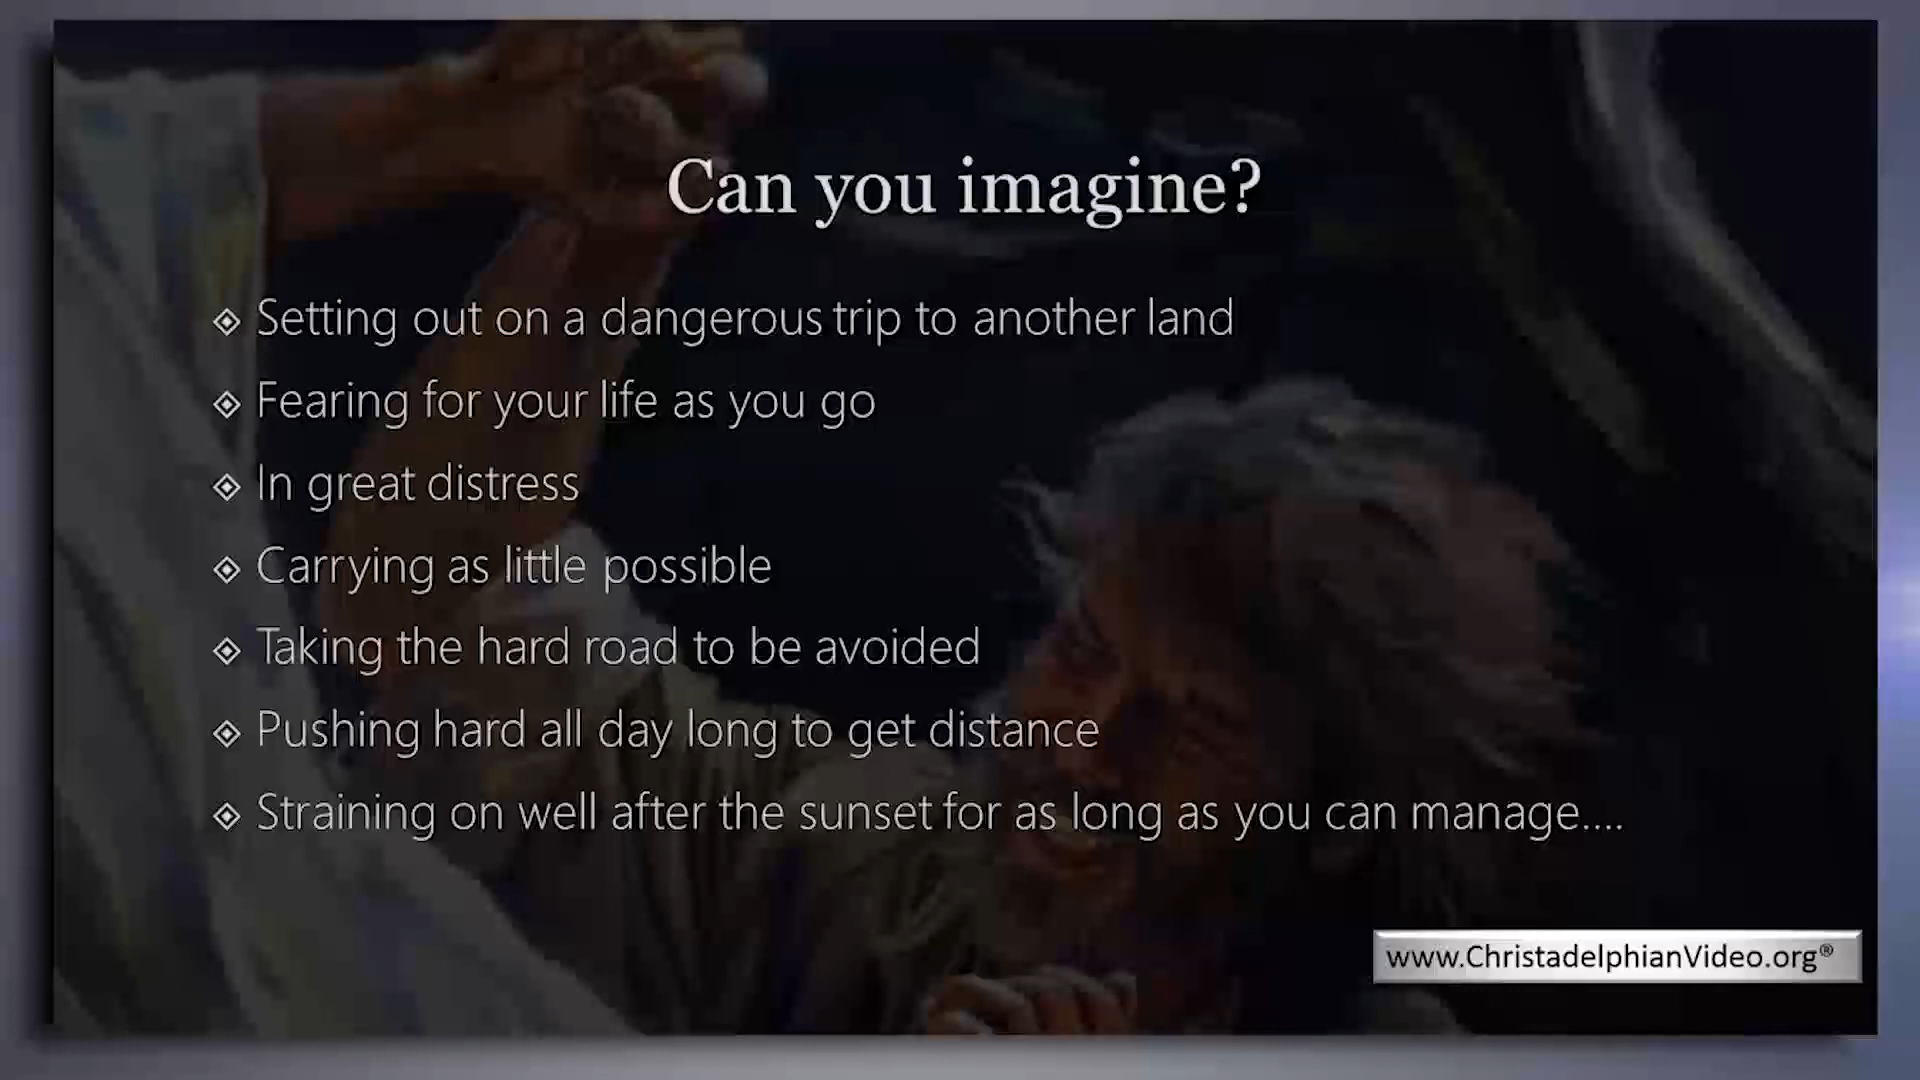 Can you imagine?
Setting out on a dangerous trip to another land
Fearing for your life as you go
In great distress
Carrying as little possible
Taking the hard road to be avoided
Pushing hard all day long to get distance
Straining on well after the sunset for as long as you can manage....
www.ChristadelphianVideo.org®